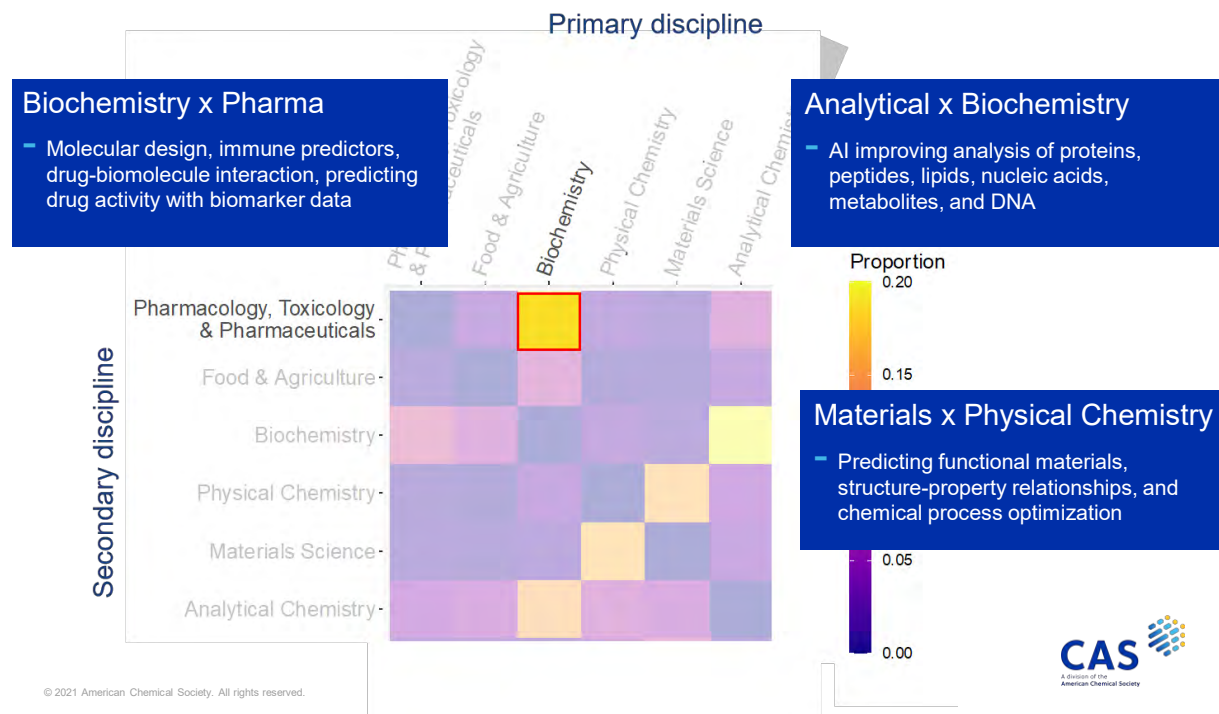 Primary discipline
Biochemistry x Pharma
- Molecular design, immune predictors,
drug-biomolecule interaction, predicting
drug activity with biomarker data
Analytical x Biochemistry
- AI improving analysis of proteins,
peptides, lipids, nucleic acids,
metabolites, and DNA
Food & Agriculture
Biochemistry
Physical Chemistry
Materials Science
Analytical
Proportion
0.20
0.15
0.05
0.00
Materials x Physical Chemistry
- Predicting functional materials,
structure-property relationships, and
chemical process optimization
Secondary discipline
Pharmacology, Toxicology
& Pharmaceuticals
Food & Agriculture
Biochemistry
Physical Chemistry
Materials Science
Analytical Chemistry
CAS
A division of the
American Chemical Society
© 2021 American Chemical Society. All rights reserved.